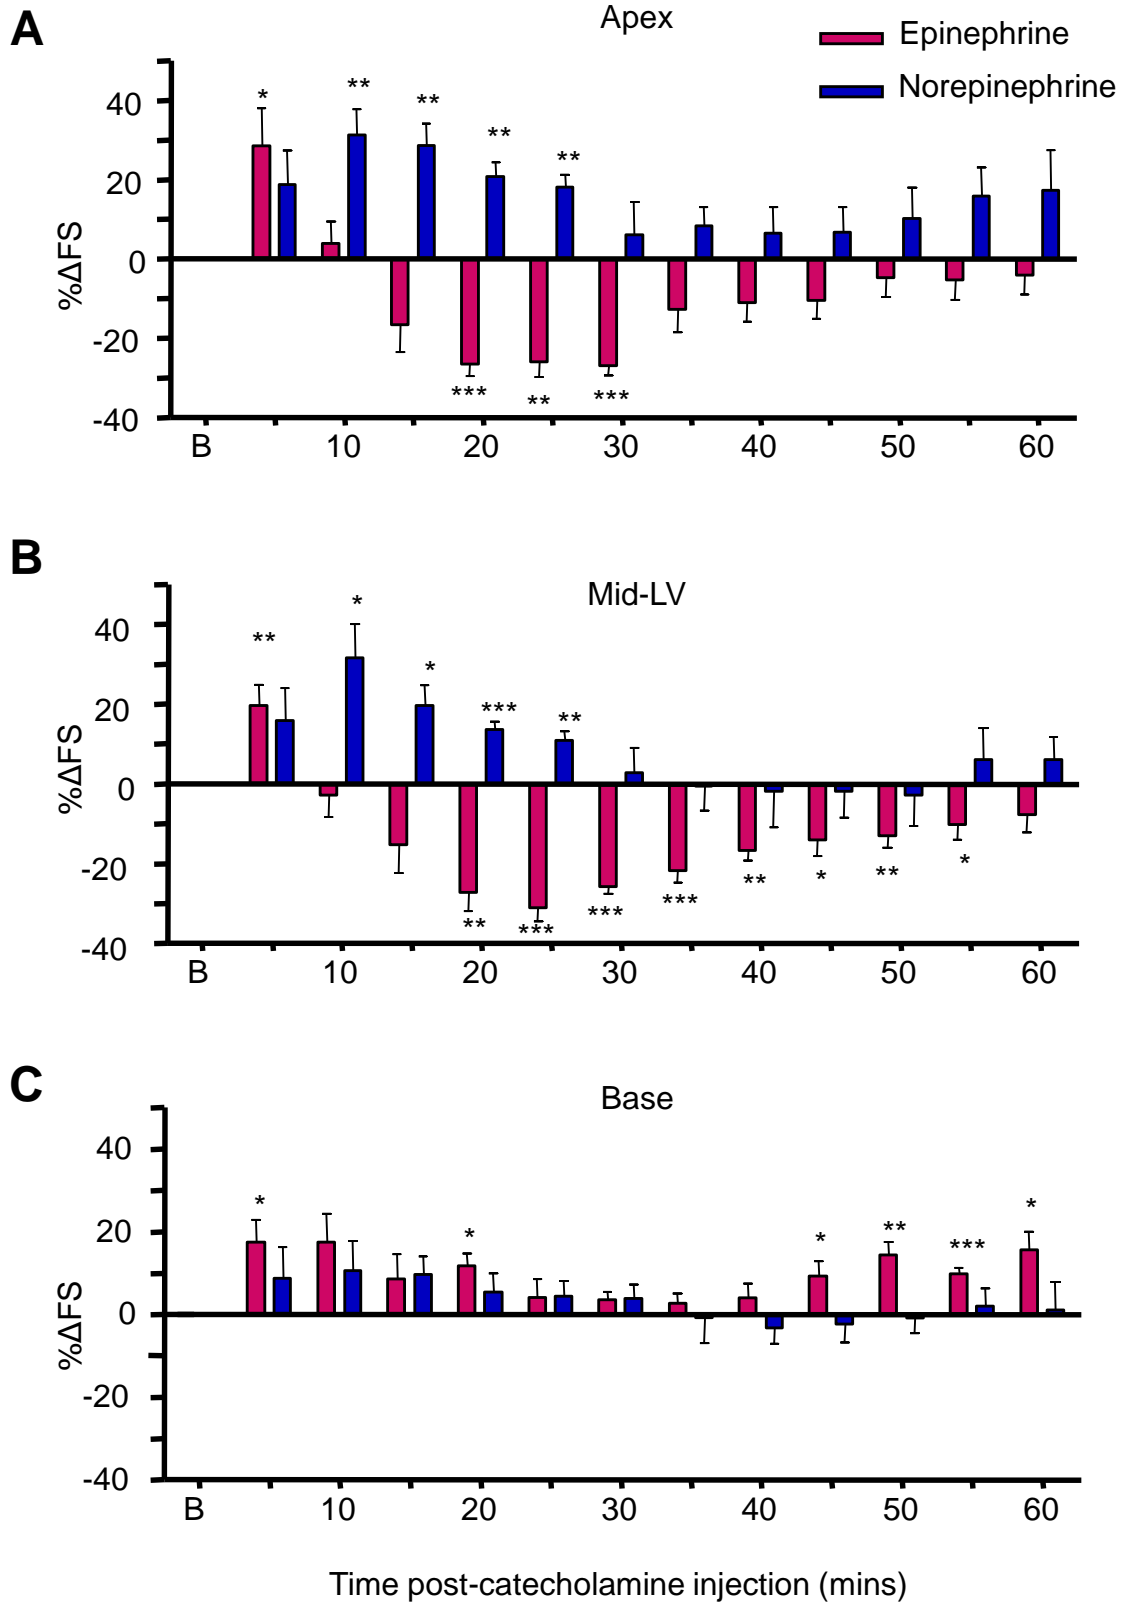 A
Apex
Epinephrine
Norepinephrine
* ** ** ** **
40
20
0
-20
-40
%ΔFS
*** ** ***
B 10 20 30 40 50 60
B
Mid-LV
** * * *** **
40
20
0
-20
-40
%ΔFS
** *** *** *** ** * ** *
B 10 20 30 40 50 60
C
Base
* * * ** *** *
40
20
0
-20
-40
%ΔFS
B 10 20 30 40 50 60
Time post-catecholamine injection (mins)